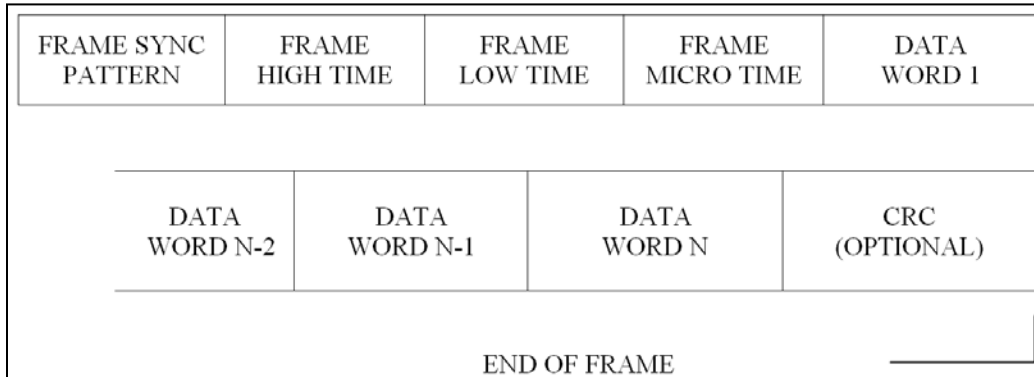 FRAME SYNC PATTERN
FRAME HIGH TIME
FRAME LOW TIME
FRAME MICRO TIME
DATA WORD 1
DATA WORD N-2
DATA WORD N-1
DATA WORD N
CRC (OPTIONAL)
END OF FRAME